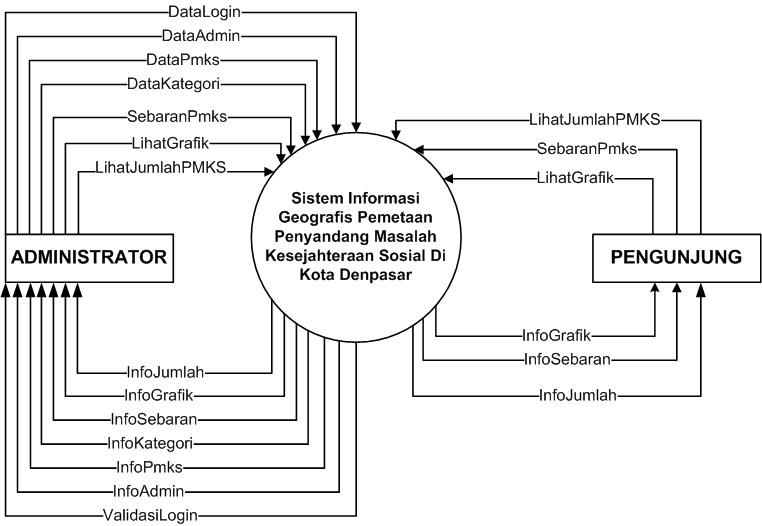 DataLogin
DataAdmin
DataPmks
DataKategori
SebaranPmks
LihatGrafik
LihatJumlahPMKS
LihatJumlahPMKS
SebaranPmks
LihatGrafik
Sistem Informasi
Geografis Pemetaan
Penyandang Masalah
Kesejahteraan Sosial Di
Kota Denpasar
ADMINISTRATOR
PENGUNJUNG
InfoJumlah
InfoGrafik
InfoSebaran
InfoKategori
InfoPmks
InfoAdmin
ValidasiLogin
InfoGrafik
InfoSebaran
InfoJumlah